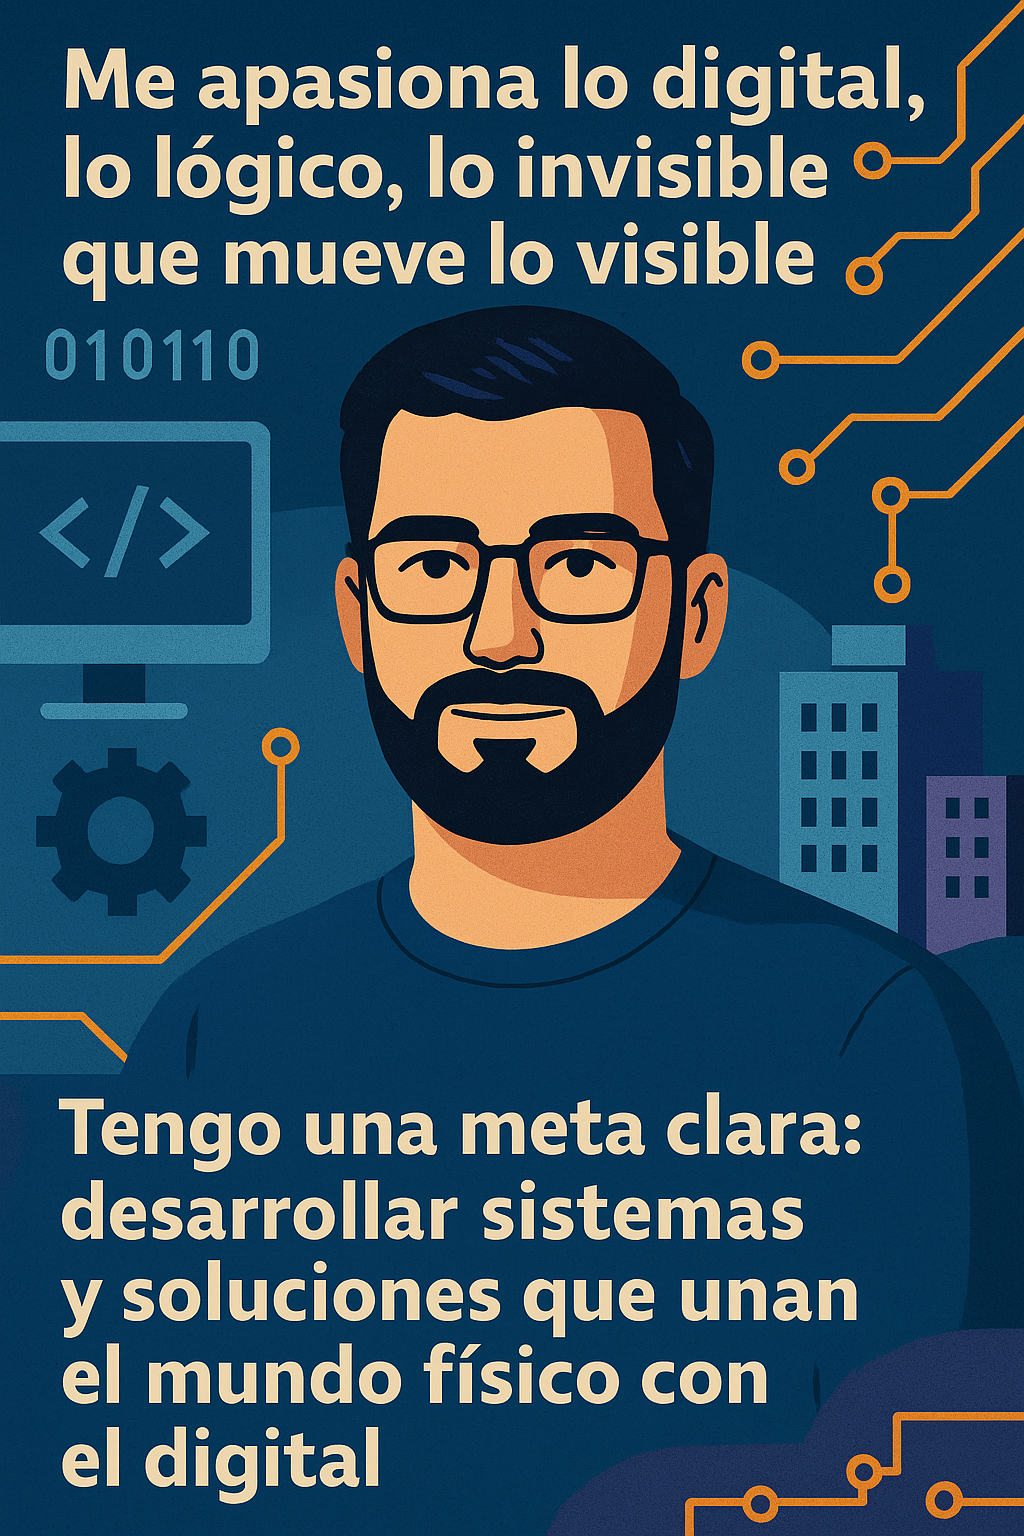 Me apasiona lo digital,
lo lógico, lo invisible
que mueve lo visible
010110
</>
Tengo una meta clara:
desarrollar sistemas
y soluciones que unan
el mundo físico con
el digital